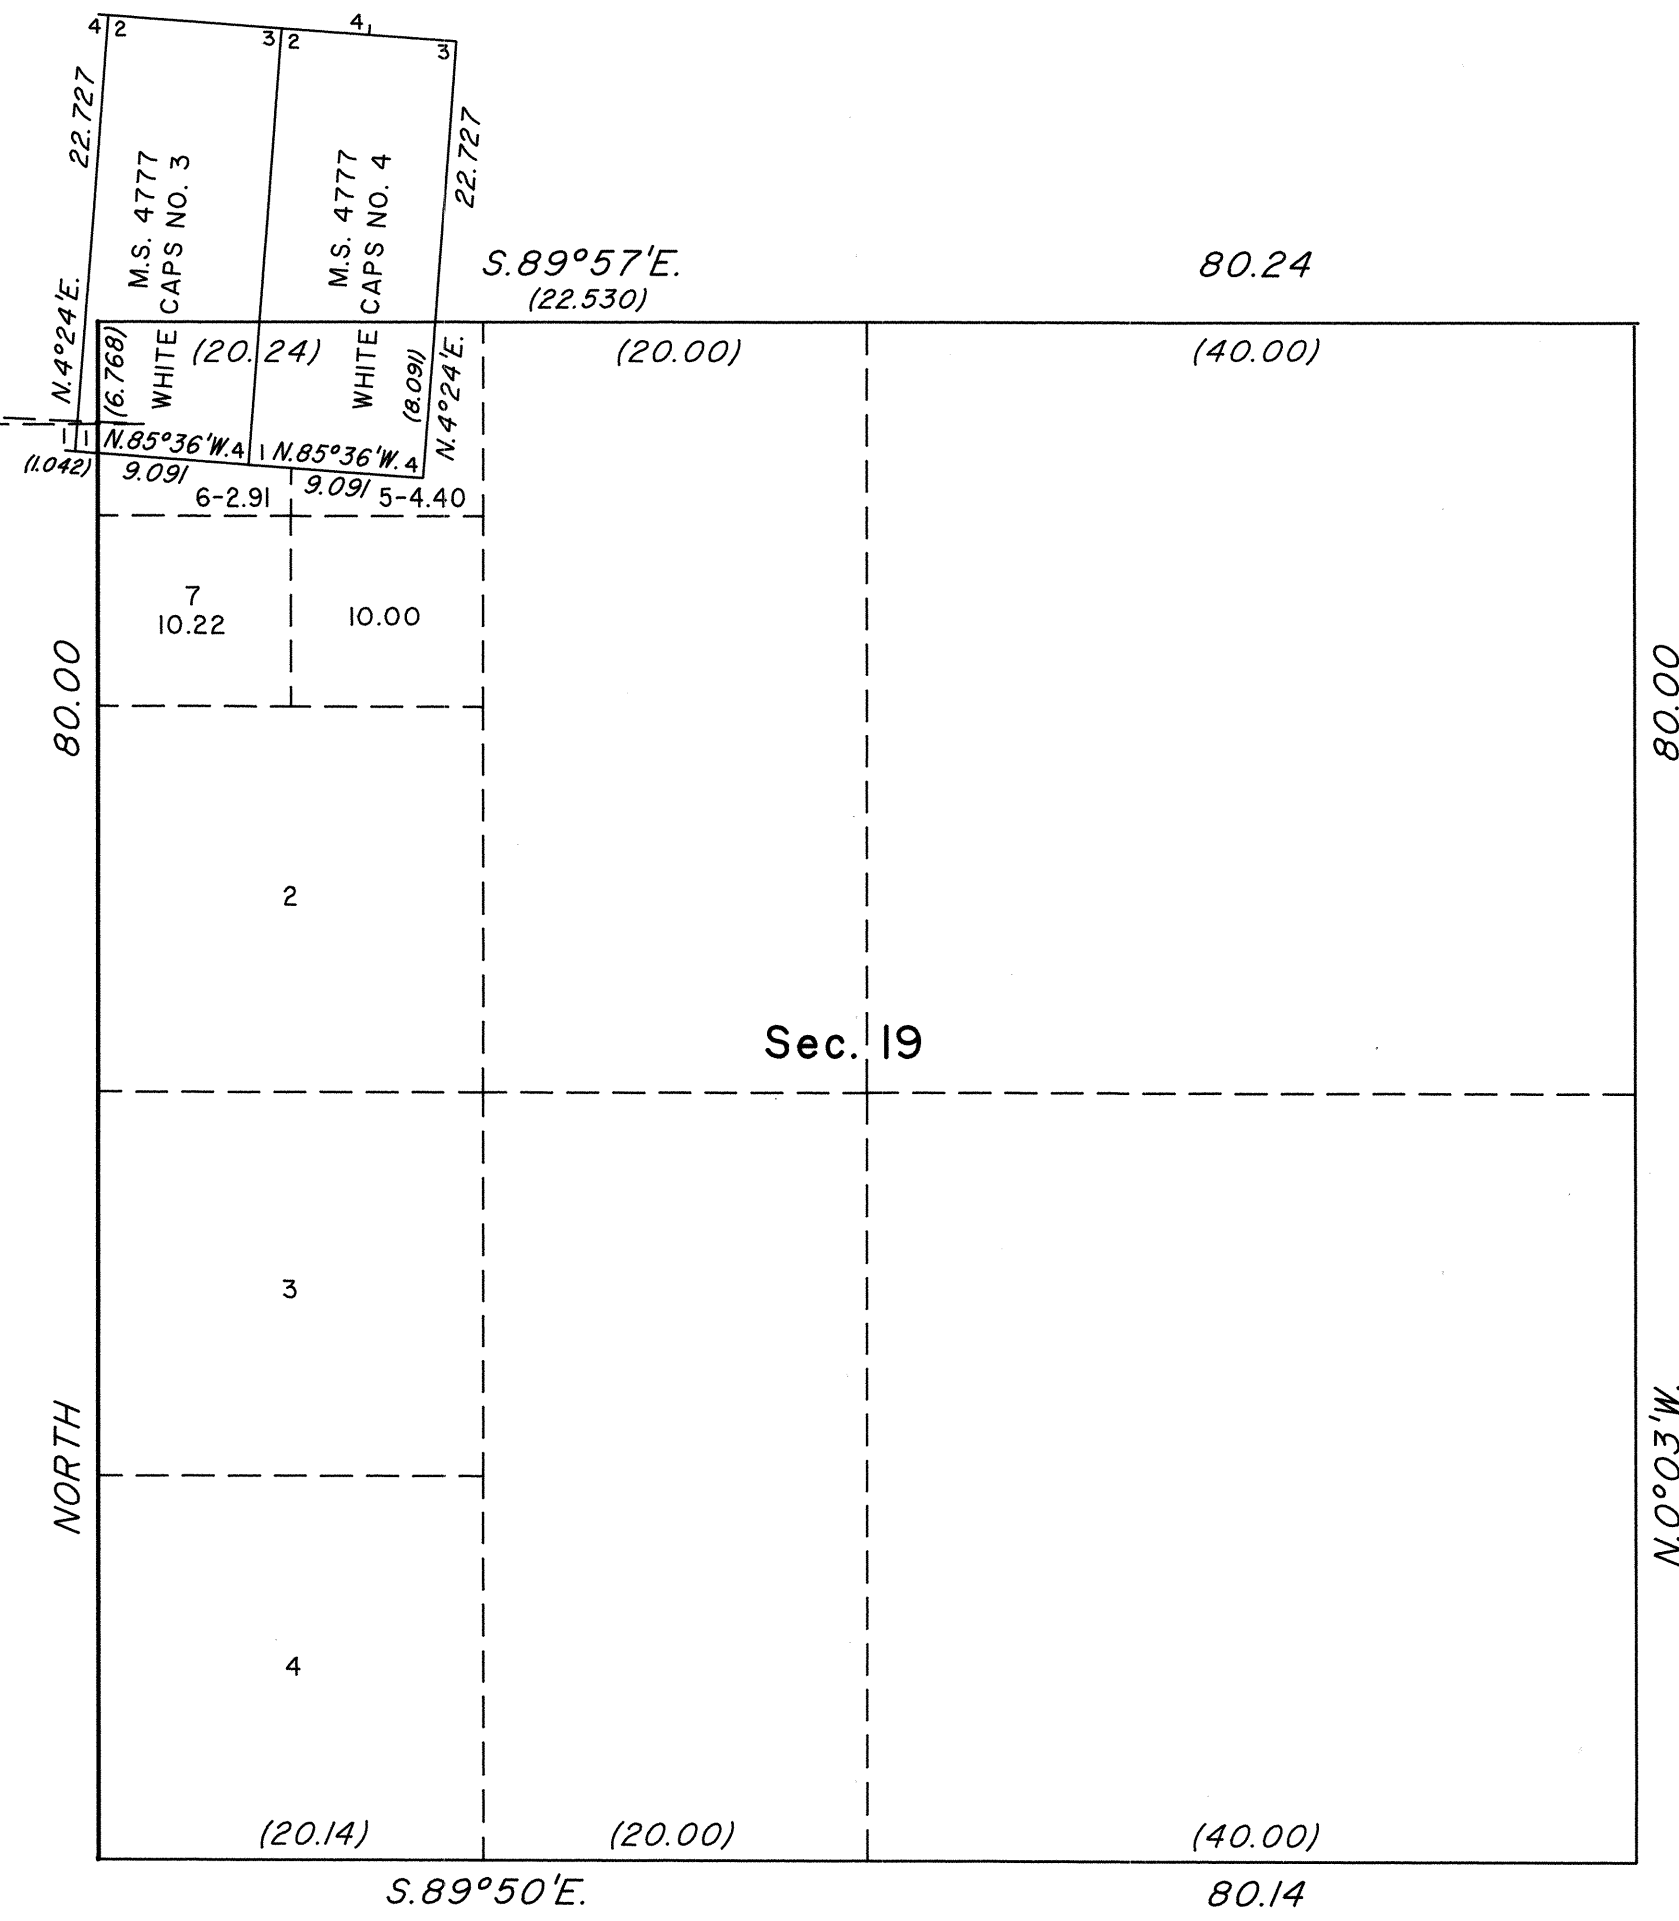 4 2
3 2
4
3
22.727
22.727
M.S. 4777
WHITE CAPS NO. 3
M.S. 4777
WHITE CAPS NO. 4
N.4°24'E.
S.89°57'E.
80.24
(22.530)
(6.768)
(20.24)
(8.091)
N.4°24'E.
(20.00)
(40.00)
1
N.85°36'W. 4
1 N.85°36'W. 4
(1.042)
9.091
9.091
6-2.91
5-4.40
7
10.22
10.00
80.00
80.00
2
Sec. 19
3
NORTH
N.0°03'W.
4
(20.14)
(20.00)
(40.00)
S.89°50'E.
80.14